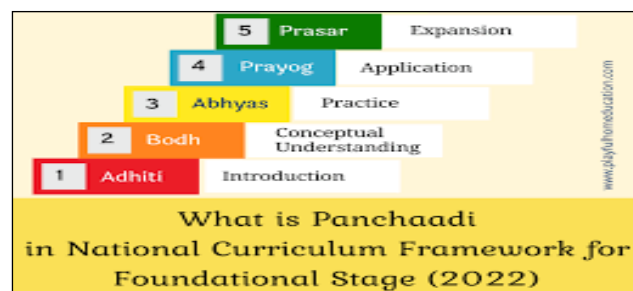 5 Prasar Expansion
4 Prayog Application
3 Abhyas Practice
2 Bodh Conceptual
Understanding
1 Adhiti Introduction
www.playfulhomeducation.com
What is Panchaadi
in National Curriculum Framework for
Foundational Stage (2022)